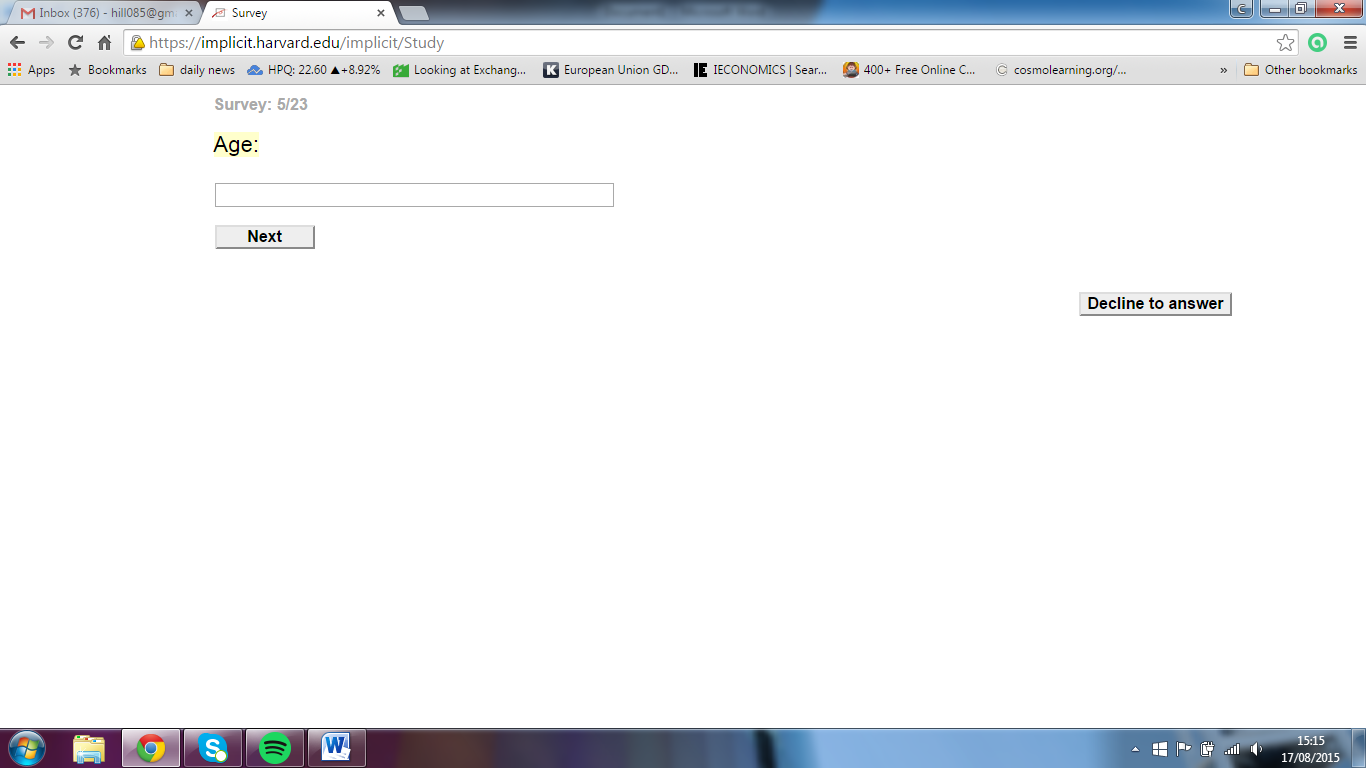 Inbox (376) - hill085@gm
Survey
C
https://implicit.harvard.edu/implicit/Study
Apps
Bookmarks
daily news
HPQ: 22.60 ▲+8.92%
Looking at Exchang...
K
European Union GD...
IE
IECONOMICS | Sear...
400+ Free Online C...
cosmolearning.org/...
»
Other bookmarks
Survey: 5/23
Age:
Next
Decline to answer
15:15
17/08/2015